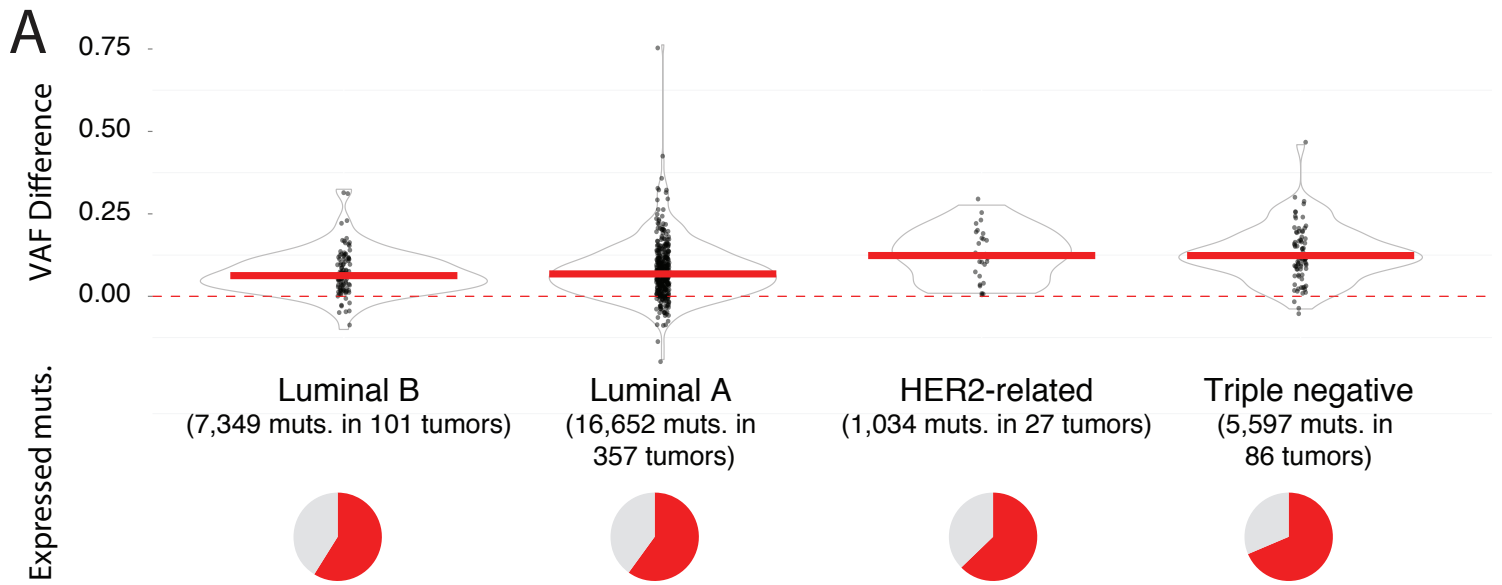 A
VAF Difference
0.75
0.50
0.25
0.00
Expressed muts.
Luminal B
(7,349 muts. in 101 tumors)
Luminal A
(16,652 muts. in
357 tumors)
HER2-related
(1,034 muts. in 27 tumors)
Triple negative
(5,597 muts. in
86 tumors)